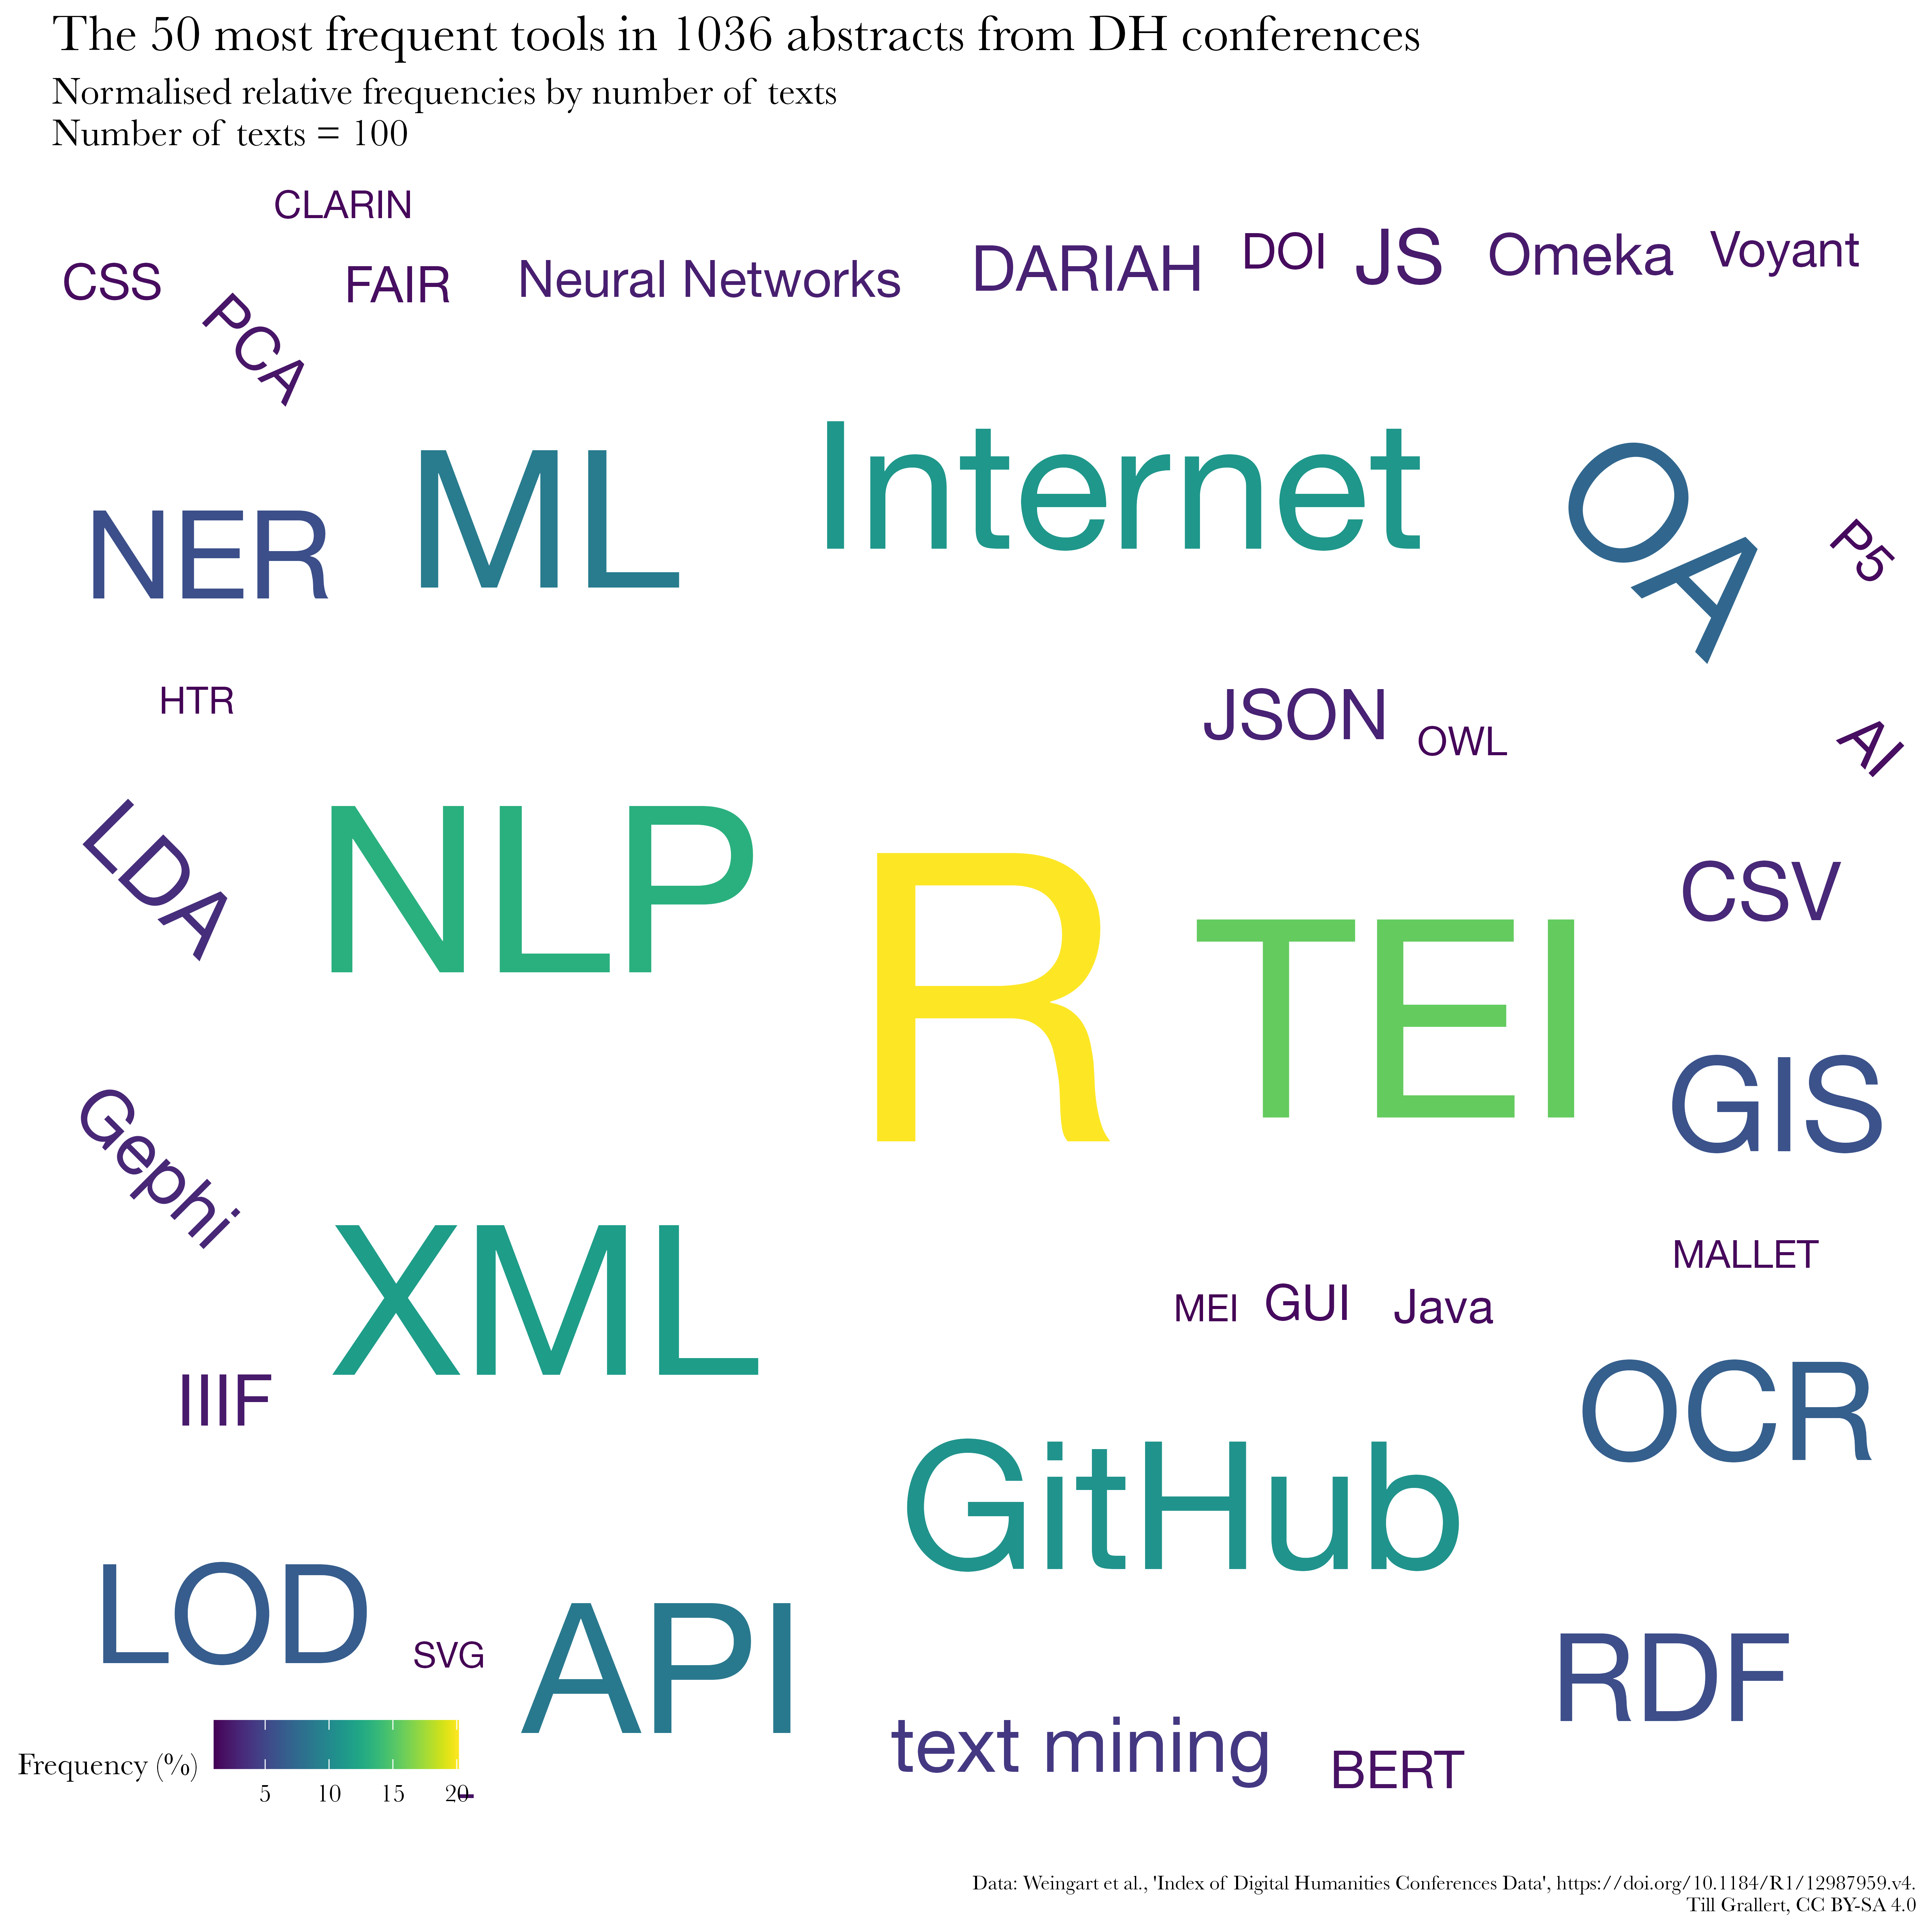 The 50 most frequent tools in 1036 abstracts from DH conferences
Normalised relative frequencies by number of texts
Number of texts = 100
CLARIN
CSS
PCA
FAIR
Neural Networks
DARIAH
DOI
JS
Omeka
Voyant
NER
ML
Internet
OA
P5
HTR
JSON
OWL
AI
LDA
NLP
R
TEI
CSV
GIS
Gephi
XML
MEI
GUI
Java
MALLET
IIIF
GitHub
OCR
LOD
SVG
API
text mining
BERT
RDF
Frequency (%)
5 10 15 20
Data: Weingart et al., 'Index of Digital Humanities Conferences Data', https://doi.org/10.1184/R1/12987959.v4.
Till Grallert, CC BY-SA 4.0